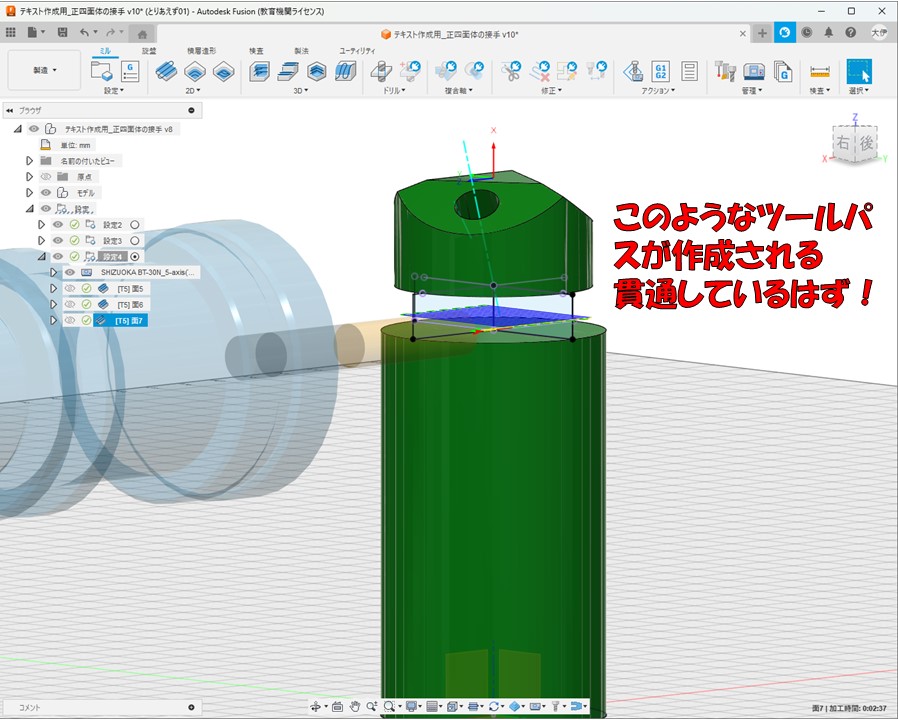 テキスト作成用_正四面体の接手 v10* (とりあえず01) - Autodesk Fusion (教育機関ライセンス)
テキスト作成用_正四面体の接手 v10*
大伊
ミル
旋盤
積層造形
検査
製法
ユーティリティ
製造
G1
G2
設定
2D
3D
ドリル
複合軸
修正
アクション
管理
検査
選択
ブラウザ
テキスト作成用_正四面体の接手 v8
単位: mm
名前の付いたビュー
原点
モデル
設定
設定2
設定3
設定4
SHIZUOKA BT-30N_5-axis(...
[T5] 面5
[T5] 面6
[T5] 面7
X
Z
Z
右
後
X
Y
このようなツールパ
スが作成される
貫通しているはず！
コメント
面7 | 加工時間: 0:02:37